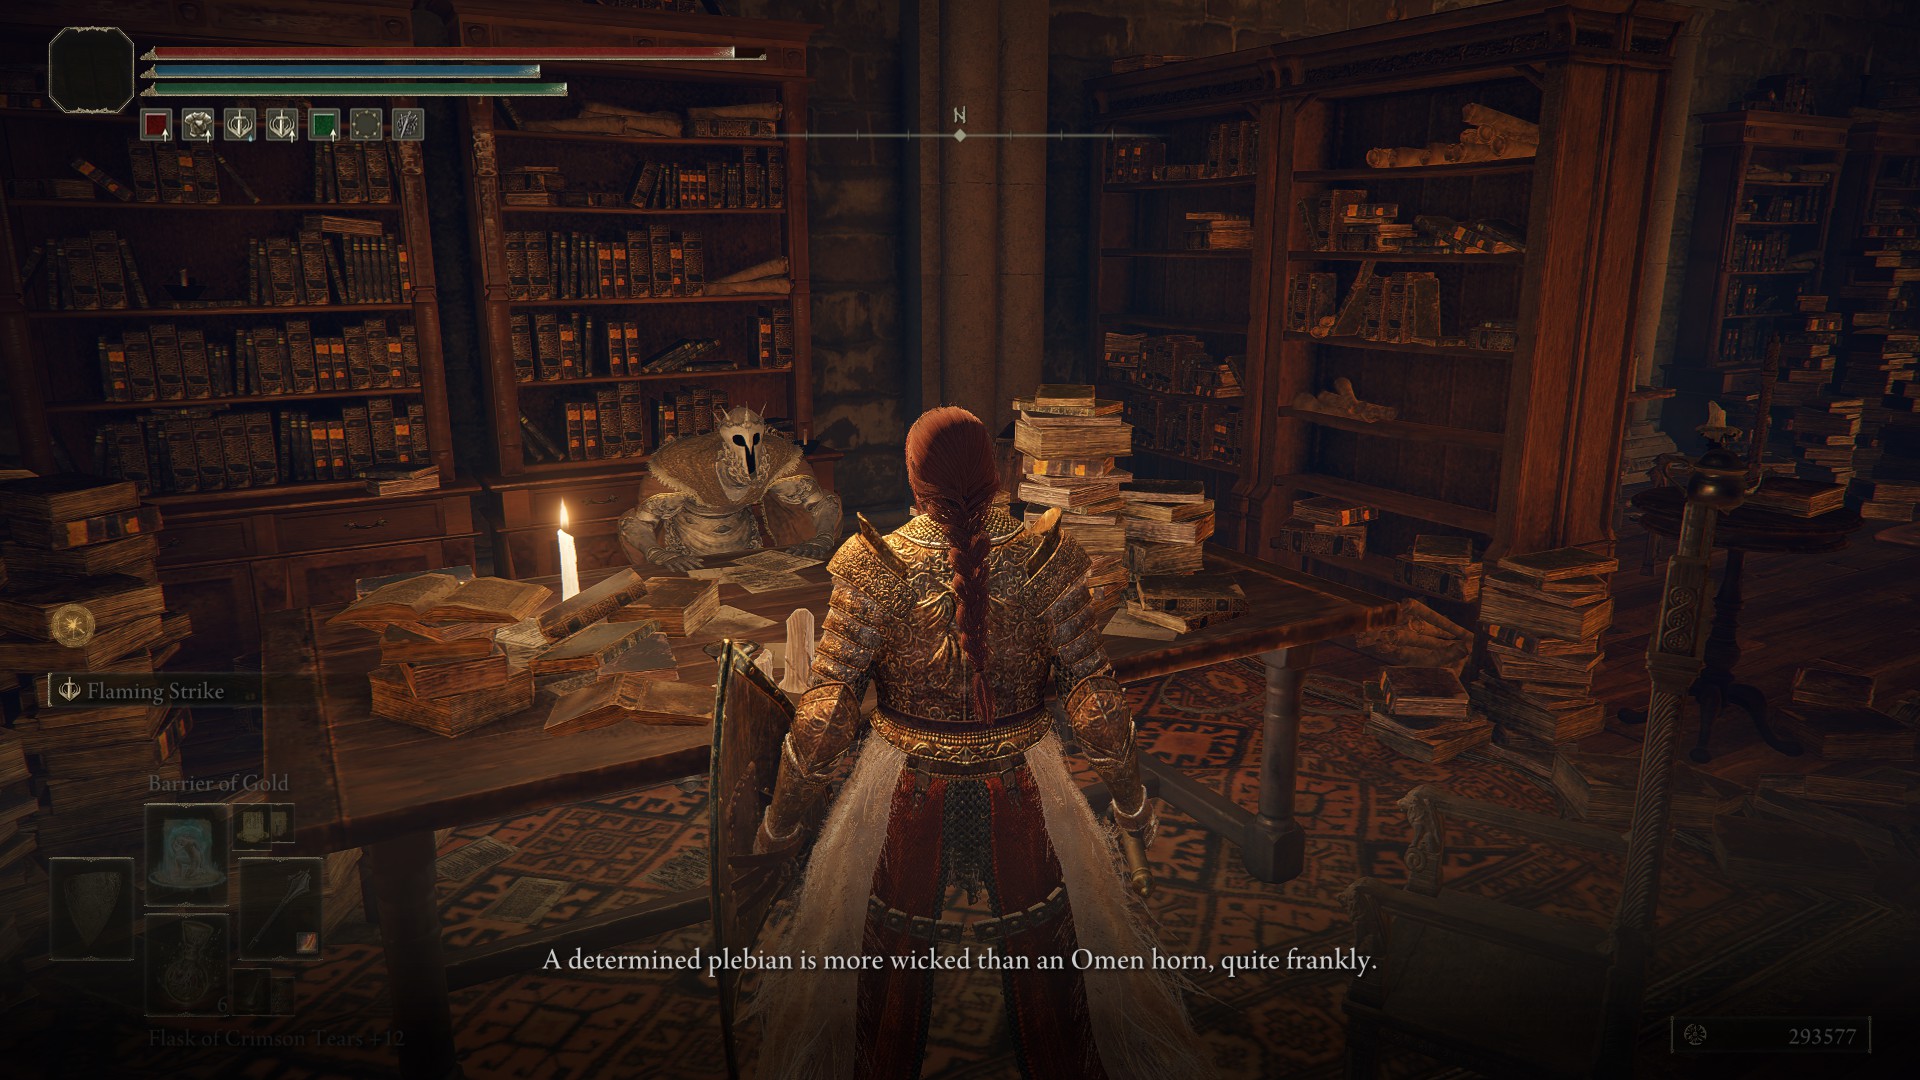 N
Flaming Strike
Barrier of Gold
6
Flask of Crimson Tears +12
A determined plebian is more wicked than an Omen horn, quite frankly.
293577